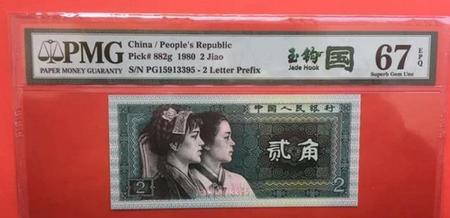 PMG
PAPER MONEY GUARANTY
China / People's Republic
Pick# 882g 1980 2 Jiao
S/N PG15913395 - 2 Letter Prefix
玉钩国
Jade Hook
67 EPQ
Superb Gem Unc
中国人民银行
贰角
2
2